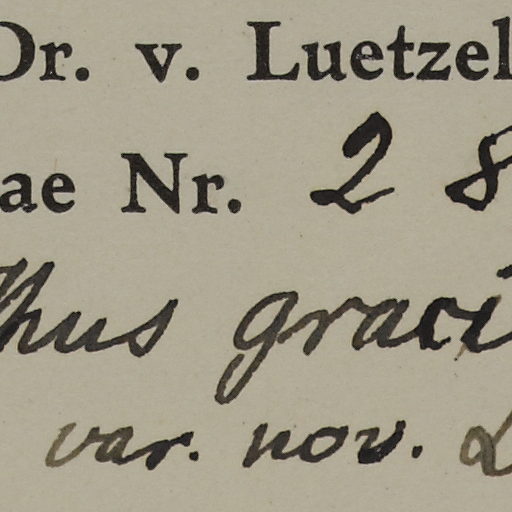 Dr. v. Luetzel
ae Nr. 2 8
thus graci
var. nov. L